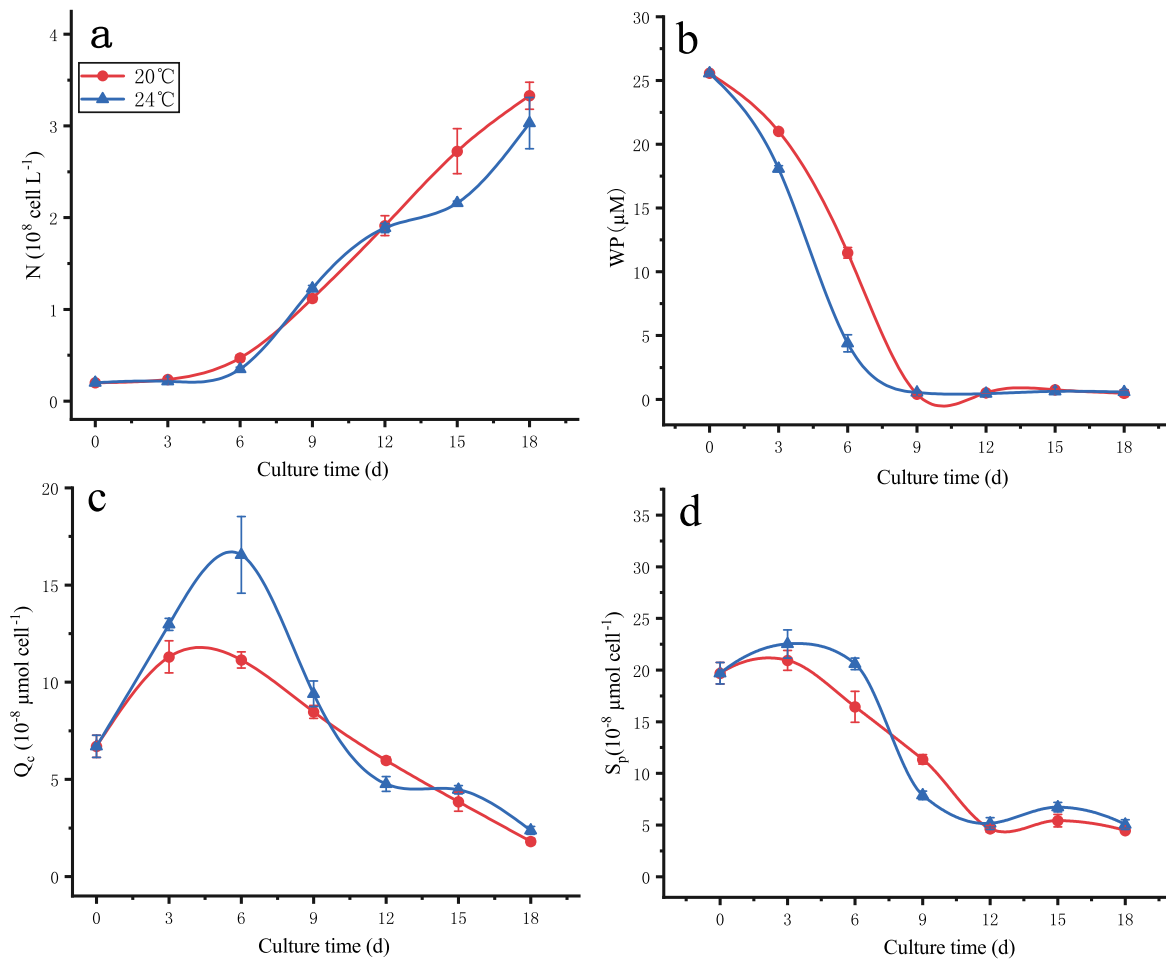 a
20℃
24℃
N (10⁸ cell L⁻¹)
4
3
2
1
0
0 3 6 9 12 15 18
Culture time (d)
b
WP (μM)
30
25
20
15
10
5
0
0 3 6 9 12 15 18
Culture time (d)
c
Q_c (10⁻⁸ μmol cell⁻¹)
20
15
10
5
0
0 3 6 9 12 15 18
Culture time (d)
d
S_p(10⁻⁸ μmol cell⁻¹)
35
30
25
20
15
10
5
0
0 3 6 9 12 15 18
Culture time (d)